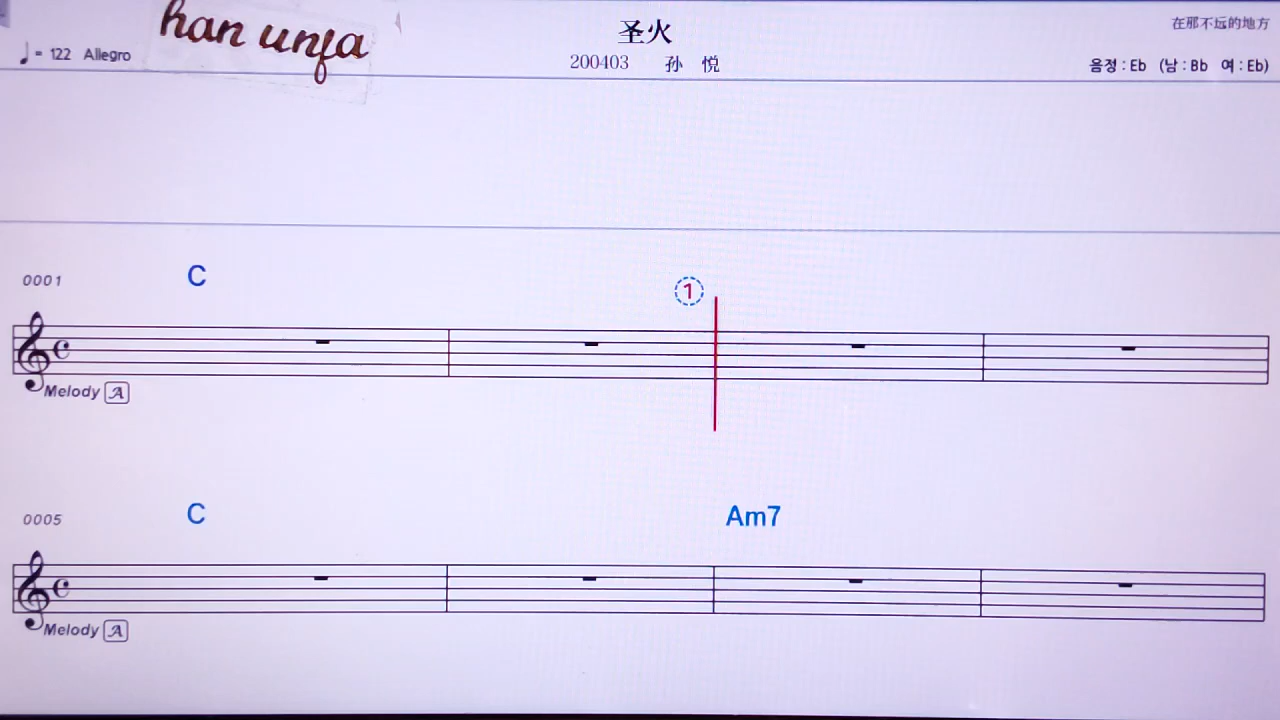 han unfa
圣火
在那不远的地方
♩= 122 Allegro
200403 孙 悦
음정 : Eb (남 : Bb 여 : Eb)
0001 C
1
Melody A
0005 C Am7
Melody A